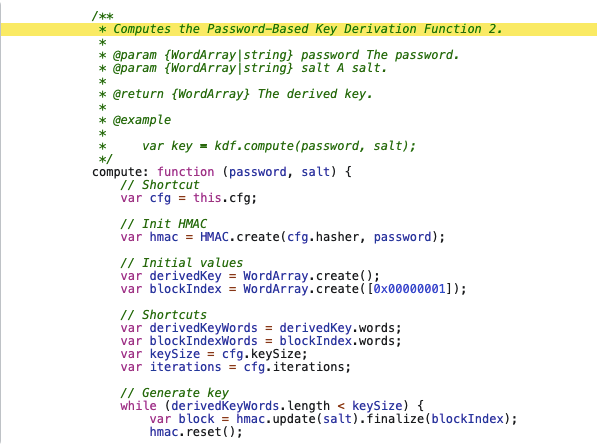 /**
 * Computes the Password-Based Key Derivation Function 2.
 *
 * @param {WordArray|string} password The password.
 * @param {WordArray|string} salt A salt.
 *
 * @return {WordArray} The derived key.
 *
 * @example
 *
 *     var key = kdf.compute(password, salt);
 */
compute: function (password, salt) {
    // Shortcut
    var cfg = this.cfg;

    // Init HMAC
    var hmac = HMAC.create(cfg.hasher, password);

    // Initial values
    var derivedKey = WordArray.create();
    var blockIndex = WordArray.create([0x00000001]);

    // Shortcuts
    var derivedKeyWords = derivedKey.words;
    var blockIndexWords = blockIndex.words;
    var keySize = cfg.keySize;
    var iterations = cfg.iterations;

    // Generate key
    while (derivedKeyWords.length < keySize) {
        var block = hmac.update(salt).finalize(blockIndex);
        hmac.reset();